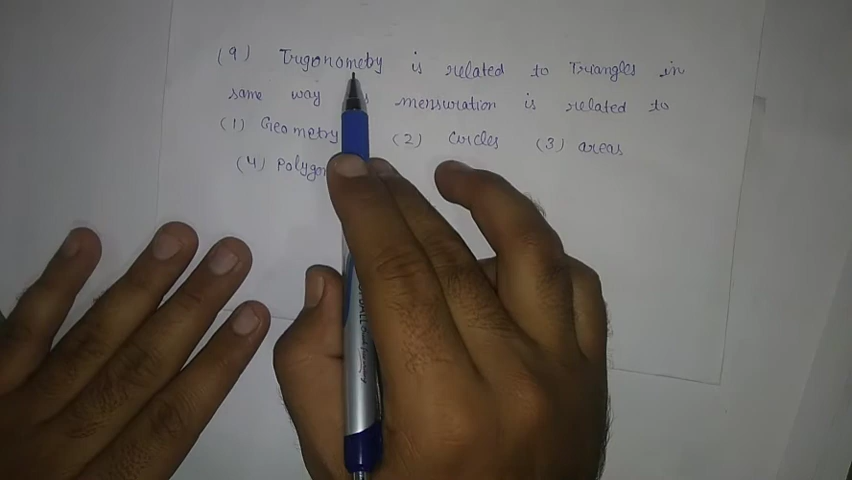 (9) Trigonometry is related to Triangles in
same way mensuration is related to
(1) Geometry (2) Circles (3) areas
(4) Polygon